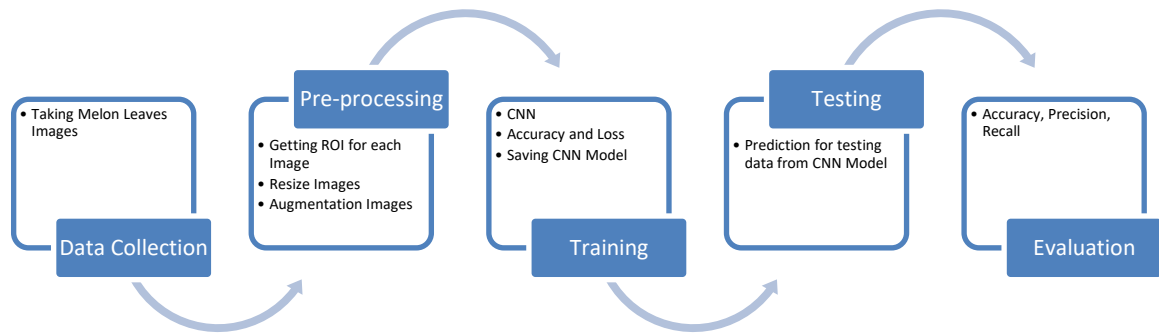 • Taking Melon Leaves
Images
Data Collection
Pre-processing
• Getting ROI for each
Image
• Resize Images
• Augmentation Images
• CNN
• Accuracy and Loss
• Saving CNN Model
Training
Testing
• Prediction for testing
data from CNN Model
• Accuracy, Precision,
Recall
Evaluation